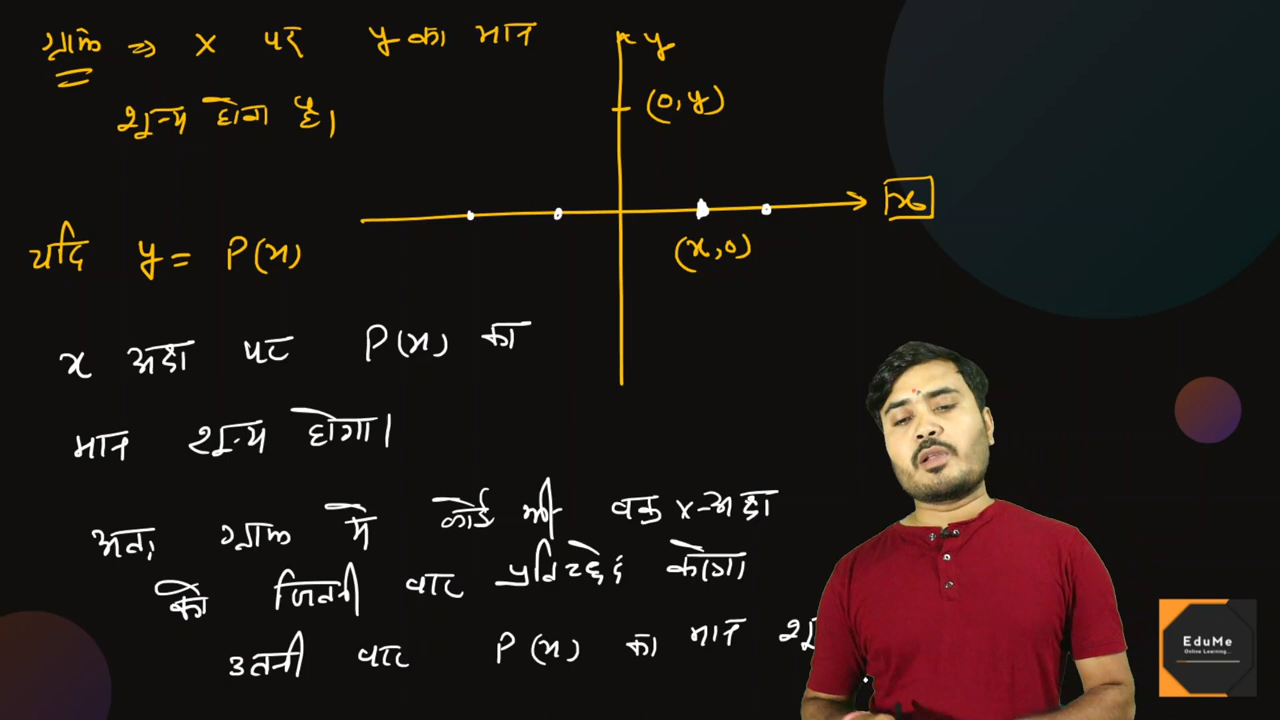 ग्राफ ⇒ x पर y का मान
शून्य होता है।
y
(0, y)
x
(x, 0)
यदि y = P(x)
x अक्ष पर P(x) का
मान शून्य होगा।
अतः ग्राफ में कोई भी वक्र x-अक्ष
को जितनी बार प्रतिच्छेद करेगा
उतनी बार P(x) का मान
EduMe
Online Learning...